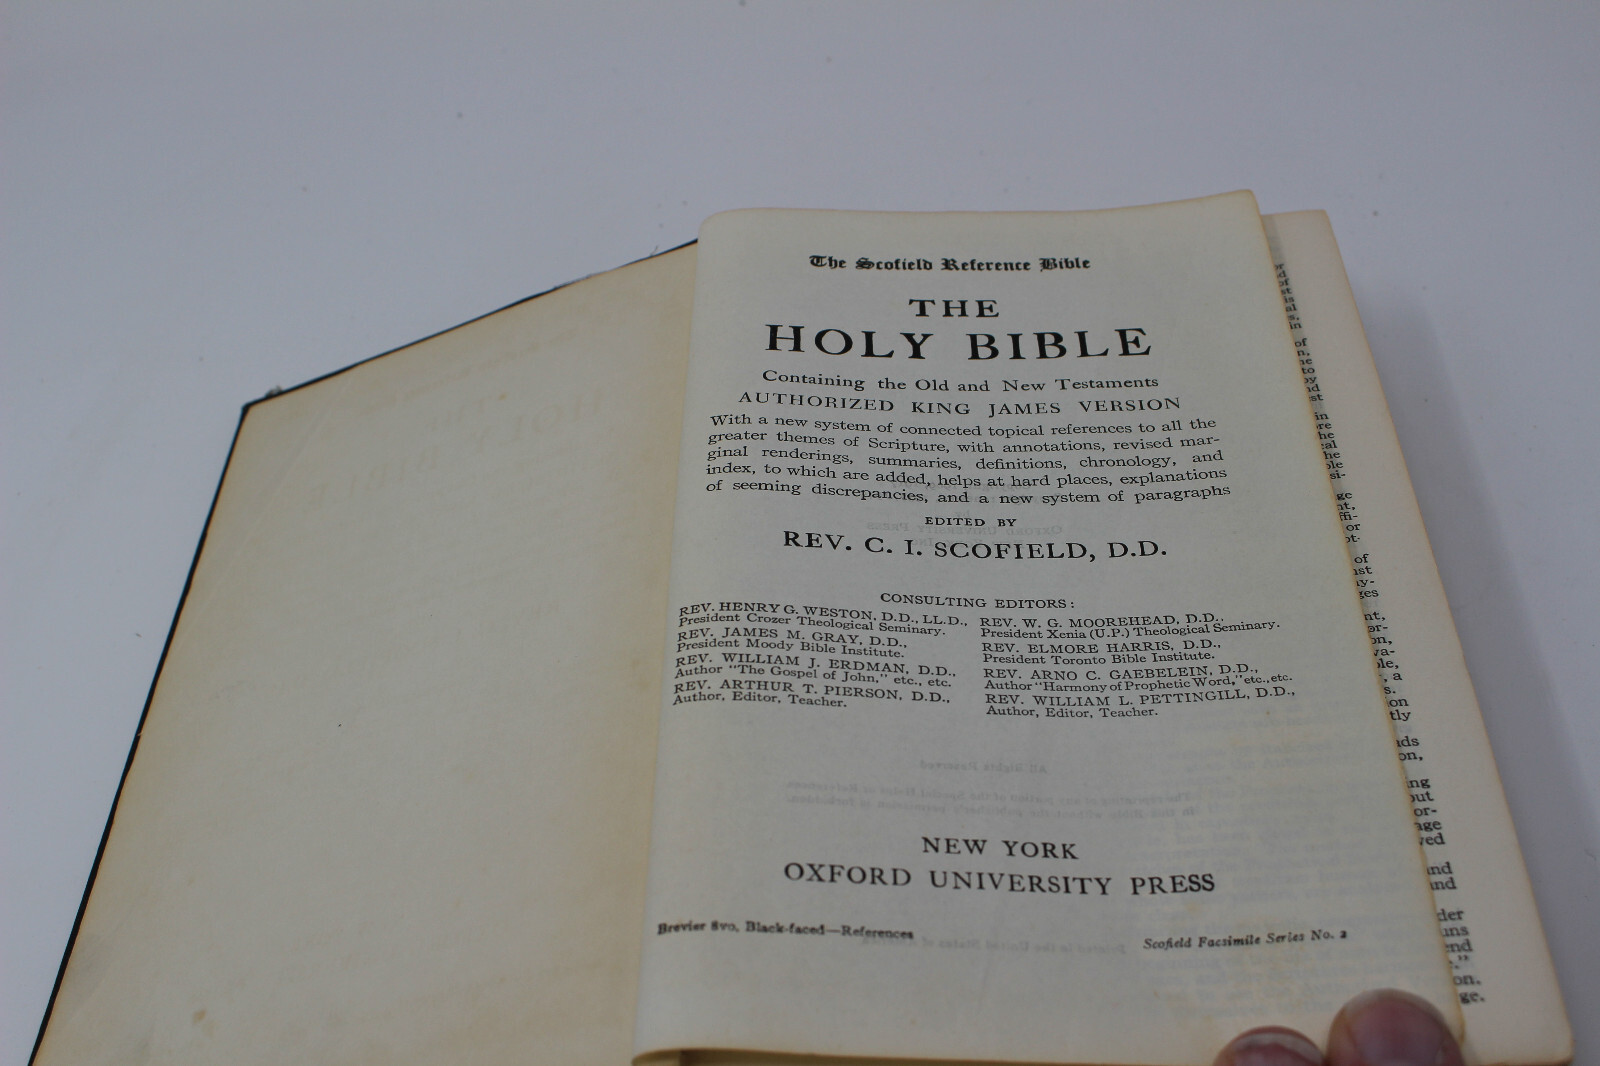 The Scofield Reference Bible
THE
HOLY BIBLE
Containing the Old and New Testaments
AUTHORIZED KING JAMES VERSION
With a new system of connected topical references to all the
greater themes of Scripture, with annotations, revised mar-
ginal renderings, summaries, definitions, chronology, and
index, to which are added, helps at hard places, explanations
of seeming discrepancies, and a new system of paragraphs
EDITED BY
REV. C. I. SCOFIELD, D.D.
CONSULTING EDITORS:
REV. HENRY G. WESTON, D.D., LL.D.,
President Crozer Theological Seminary.
REV. JAMES M. GRAY, D.D.,
President Moody Bible Institute.
REV. WILLIAM J. ERDMAN, D.D.,
Author "The Gospel of John," etc., etc.
REV. ARTHUR T. PIERSON, D.D.,
Author, Editor, Teacher.
REV. W. G. MOOREHEAD, D.D.,
President Xenia (U.P.) Theological Seminary.
REV. ELMORE HARRIS, D.D.,
President Toronto Bible Institute.
REV. ARNO C. GAEBELEIN, D.D.,
Author "Harmony of Prophetic Word," etc., etc.
REV. WILLIAM L. PETTINGILL, D.D.,
Author, Editor, Teacher.
NEW YORK
OXFORD UNIVERSITY PRESS
Brevier 8vo, Black-faced—References
Scofield Facsimile Series No. 2